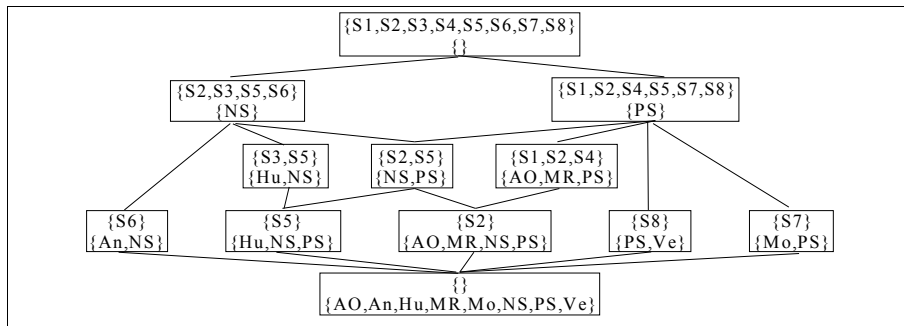 {S1,S2,S3,S4,S5,S6,S7,S8}
{}
{S2,S3,S5,S6}
{NS}
{S1,S2,S4,S5,S7,S8}
{PS}
{S3,S5}
{Hu,NS}
{S2,S5}
{NS,PS}
{S1,S2,S4}
{AO,MR,PS}
{S6}
{An,NS}
{S5}
{Hu,NS,PS}
{S2}
{AO,MR,NS,PS}
{S8}
{PS,Ve}
{S7}
{Mo,PS}
{}
{AO,An,Hu,MR,Mo,NS,PS,Ve}